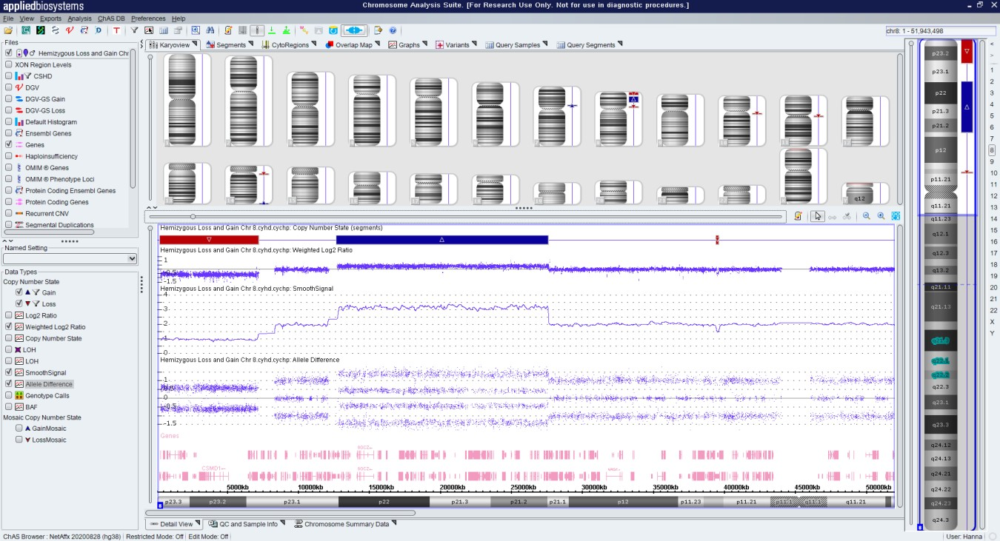 appliedbiosystems
Chromosome Analysis Suite. [For Research Use Only. Not for use in diagnostic procedures.]
File View Exports Analysis ChAS DB Preferences Help
chr8: 1 - 51,943,498
Files
Hemizygous Loss and Gain Chr
XON Region Levels
CSHD
DGV
DGV-GS Gain
DGV-GS Loss
Default Histogram
Ensembl Genes
Genes
Haploinsufficiency
OMIM ® Genes
OMIM ® Phenotype Loci
Protein Coding Ensembl Genes
Protein Coding Genes
Recurrent CNV
Segmental Duplications
Named Setting
Data Types
Copy Number State
Gain
Loss
Log2 Ratio
Weighted Log2 Ratio
Copy Number State
LOH
LOH
SmoothSignal
Allele Difference
Genotype Calls
BAF
Mosaic Copy Number State
GainMosaic
LossMosaic
Karyoview Segments CytoRegions Overlap Map Graphs Variants Query Samples Query Segments
q12
Hemizygous Loss and Gain Chr 8.cyhd.cychp: Copy Number State (segments)
Hemizygous Loss and Gain Chr 8.cyhd.cychp: Weighted Log2 Ratio
1
-0.5
-1.5
Hemizygous Loss and Gain Chr 8.cyhd.cychp: SmoothSignal
4
3
2
1
0
Hemizygous Loss and Gain Chr 8.cyhd.cychp: Allele Difference
1
0.5
0
-0.5
-1.5
Genes
CSMD1
5000kb 10000kb 15000kb 20000kb 25000kb 30000kb 35000kb 40000kb 45000kb 50000kb
8 p23.3 p23.2 p23.1 p22 p21.3 p21.2 p21.1 p12 p11.23 p11.21 p11.1 q11.1 q11.21
Detail View QC and Sample Info Chromosome Summary Data
p23.2
p23.1
p22
p21.3
p21.2
p12
p11.21
q11.21
q11.23
q12.1
q12.3
q13.2
q21.11
q21.13
q21.3
q22.1
q22.2
q22.3
q23.1
q23.3
q24.12
q24.13
q24.21
q24.22
q24.23
q24.3
8
<
>
1
2
3
4
5
6
7
8
9
10
11
12
13
14
15
16
17
18
19
20
21
22
X
Y
ChAS Browser : NetAffx 20200828 (hg38) Restricted Mode: Off Edit Mode: Off
User: Hanna